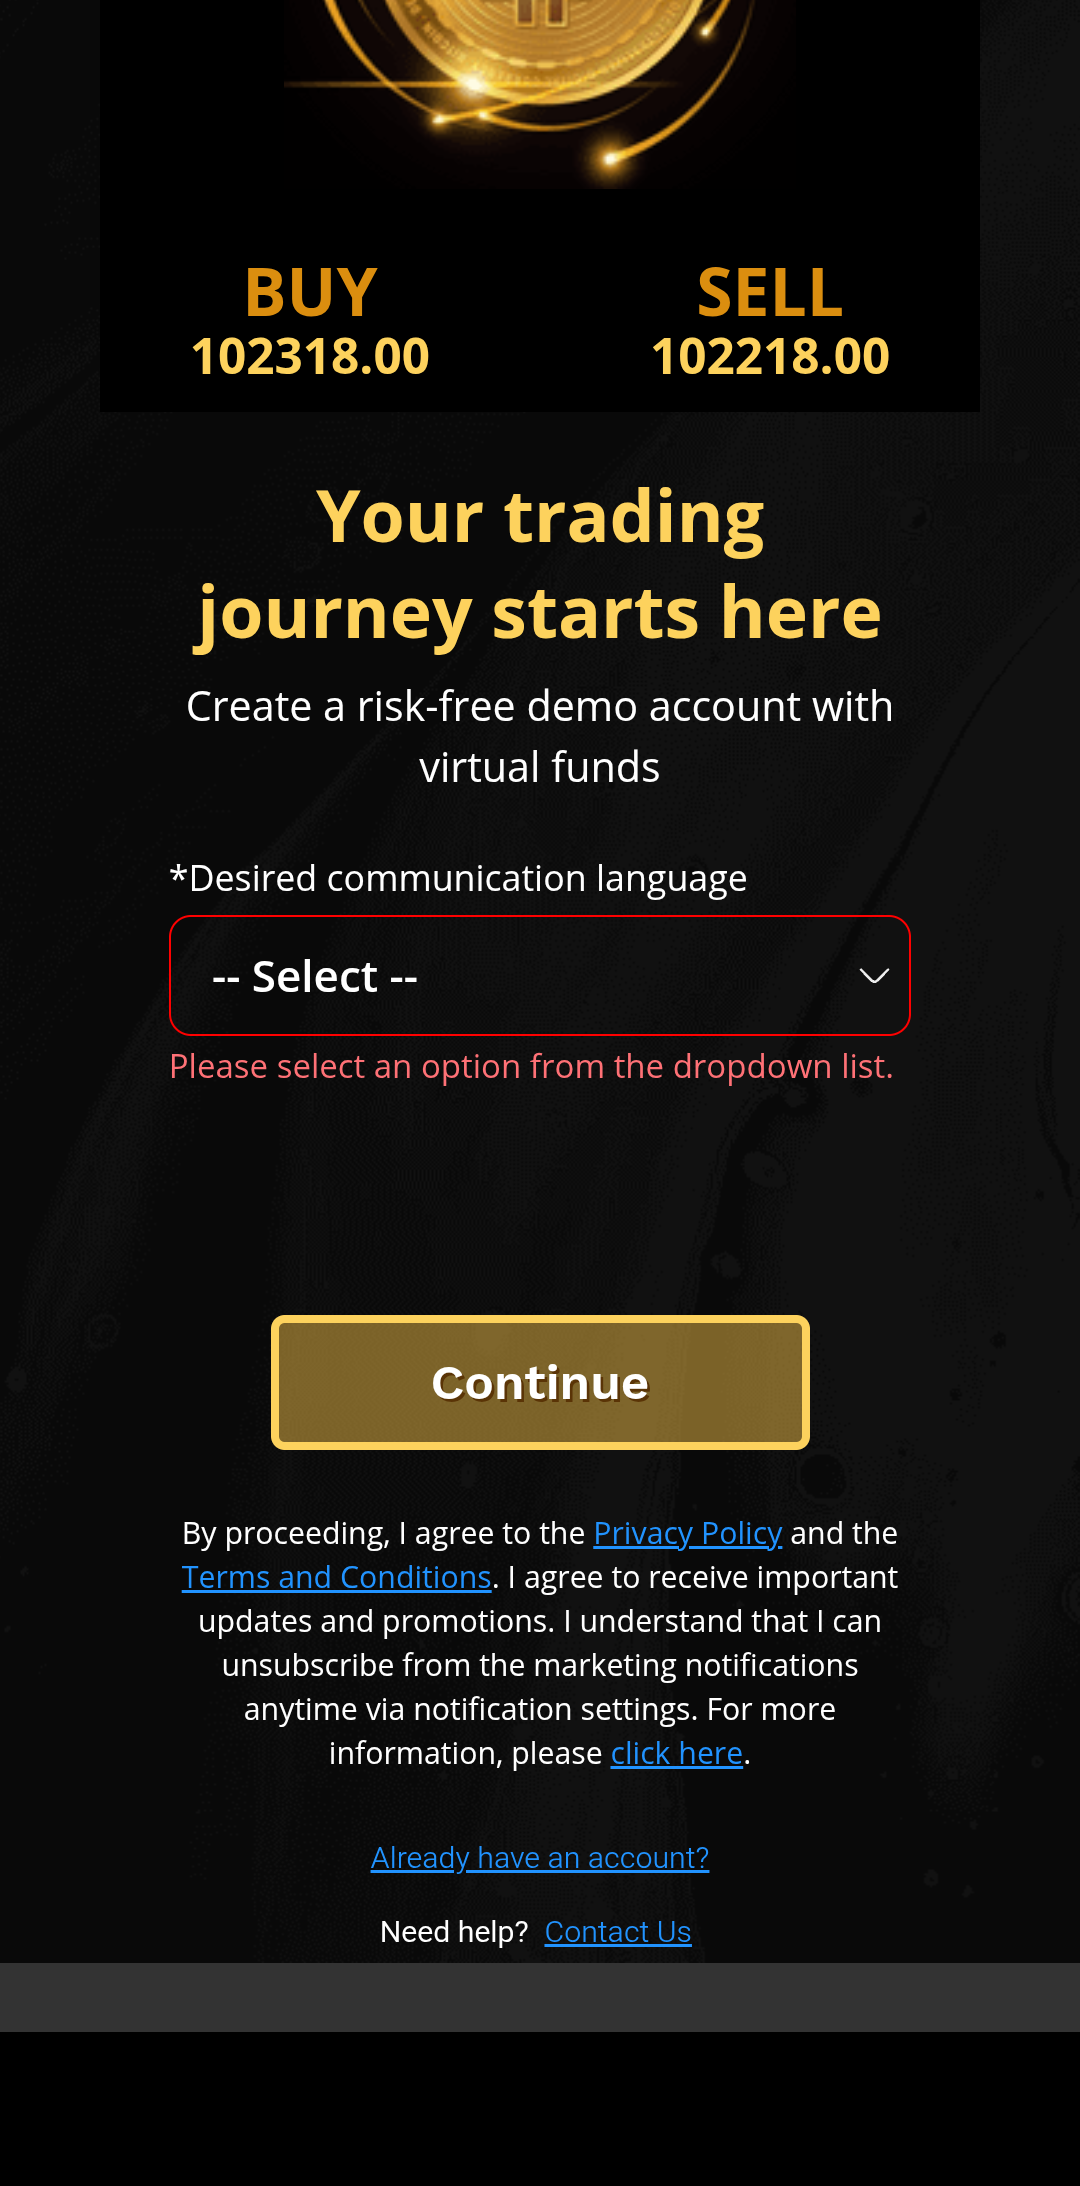 BUY
SELL
102318.00
102218.00
Your trading
journey starts here
Create a risk-free demo account with
virtual funds
*Desired communication language
-- Select --
Please select an option from the dropdown list.
Continue
By proceeding, I agree to the Privacy Policy and the
Terms and Conditions. I agree to receive important
updates and promotions. I understand that I can
unsubscribe from the marketing notifications
anytime via notification settings. For more
information, please click here.
Already have an account?
Need help? Contact Us